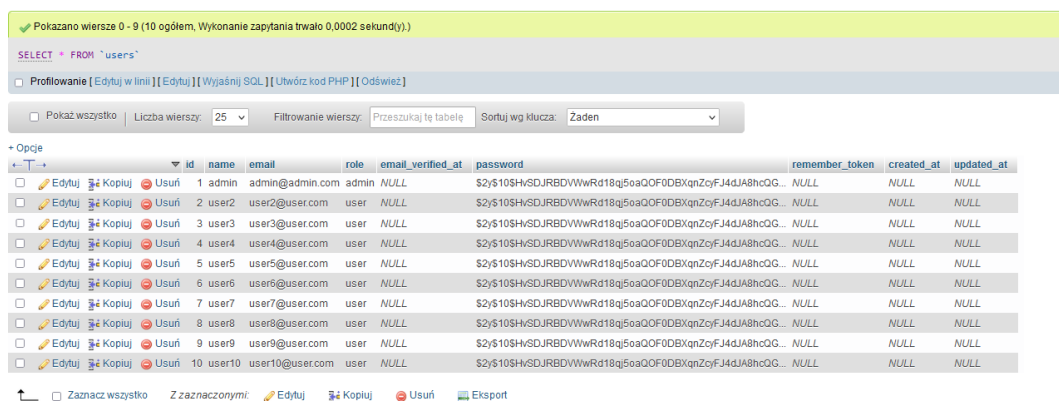 Pokazano wiersze 0 - 9 (10 ogółem, Wykonanie zapytania trwało 0,0002 sekund(y).)
SELECT * FROM `users`
Profilowanie [ Edytuj w linii ] [ Edytuj ] [ Wyjaśnij SQL ] [ Utwórz kod PHP ] [ Odśwież ]
Pokaż wszystko | Liczba wierszy: 25 Filtrowanie wierszy: Przeszukaj tę tabelę Sortuj wg klucza: Żaden
+ Opcje
←T→ id name email role email_verified_at password remember_token created_at updated_at
Edytuj Kopiuj Usuń 1 admin admin@admin.com admin NULL $2y$10$HvSDJRBDVWwRd18qj5oaQOF0DBXqnZcyFJ4dJA8hcQG... NULL NULL NULL
Edytuj Kopiuj Usuń 2 user2 user2@user.com user NULL $2y$10$HvSDJRBDVWwRd18qj5oaQOF0DBXqnZcyFJ4dJA8hcQG... NULL NULL NULL
Edytuj Kopiuj Usuń 3 user3 user3@user.com user NULL $2y$10$HvSDJRBDVWwRd18qj5oaQOF0DBXqnZcyFJ4dJA8hcQG... NULL NULL NULL
Edytuj Kopiuj Usuń 4 user4 user4@user.com user NULL $2y$10$HvSDJRBDVWwRd18qj5oaQOF0DBXqnZcyFJ4dJA8hcQG... NULL NULL NULL
Edytuj Kopiuj Usuń 5 user5 user5@user.com user NULL $2y$10$HvSDJRBDVWwRd18qj5oaQOF0DBXqnZcyFJ4dJA8hcQG... NULL NULL NULL
Edytuj Kopiuj Usuń 6 user6 user6@user.com user NULL $2y$10$HvSDJRBDVWwRd18qj5oaQOF0DBXqnZcyFJ4dJA8hcQG... NULL NULL NULL
Edytuj Kopiuj Usuń 7 user7 user7@user.com user NULL $2y$10$HvSDJRBDVWwRd18qj5oaQOF0DBXqnZcyFJ4dJA8hcQG... NULL NULL NULL
Edytuj Kopiuj Usuń 8 user8 user8@user.com user NULL $2y$10$HvSDJRBDVWwRd18qj5oaQOF0DBXqnZcyFJ4dJA8hcQG... NULL NULL NULL
Edytuj Kopiuj Usuń 9 user9 user9@user.com user NULL $2y$10$HvSDJRBDVWwRd18qj5oaQOF0DBXqnZcyFJ4dJA8hcQG... NULL NULL NULL
Edytuj Kopiuj Usuń 10 user10 user10@user.com user NULL $2y$10$HvSDJRBDVWwRd18qj5oaQOF0DBXqnZcyFJ4dJA8hcQG... NULL NULL NULL
Zaznacz wszystko Z zaznaczonymi: Edytuj Kopiuj Usuń Eksport